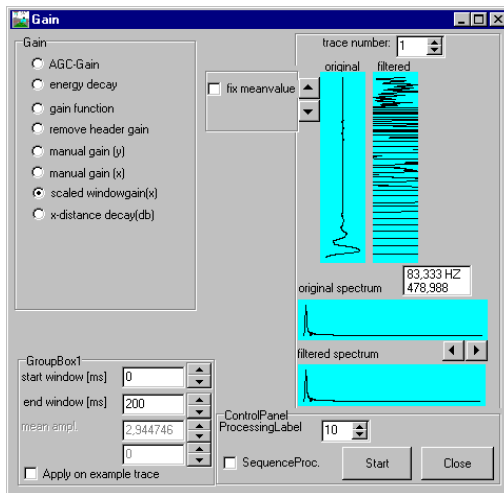 Gain
Gain
AGC-Gain
energy decay
gain function
remove header gain
manual gain (y)
manual gain (x)
scaled windowgain(x)
x-distance decay(db)
fix meanvalue
trace number: 1
original filtered
83,333 HZ
478,988
original spectrum
filtered spectrum
GroupBox1
start window [ms] 0
end window [ms] 200
mean ampl. 2,944746
0
Apply on example trace
ControlPanel
ProcessingLabel 10
SequenceProc.
Start
Close